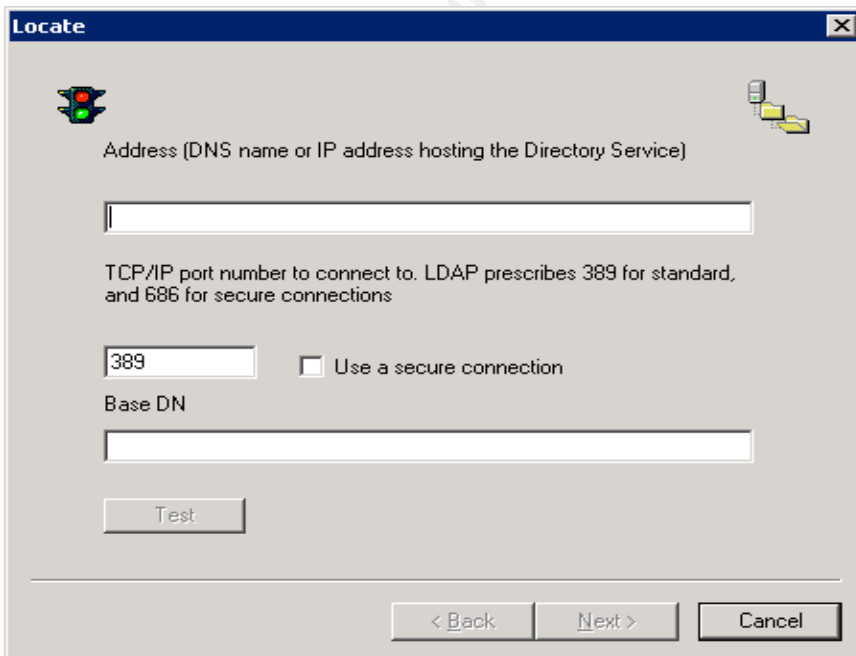 Locate
Address (DNS name or IP address hosting the Directory Service)
TCP/IP port number to connect to. LDAP prescribes 389 for standard,
and 686 for secure connections
389
Use a secure connection
Base DN
Test
< Back
Next >
Cancel